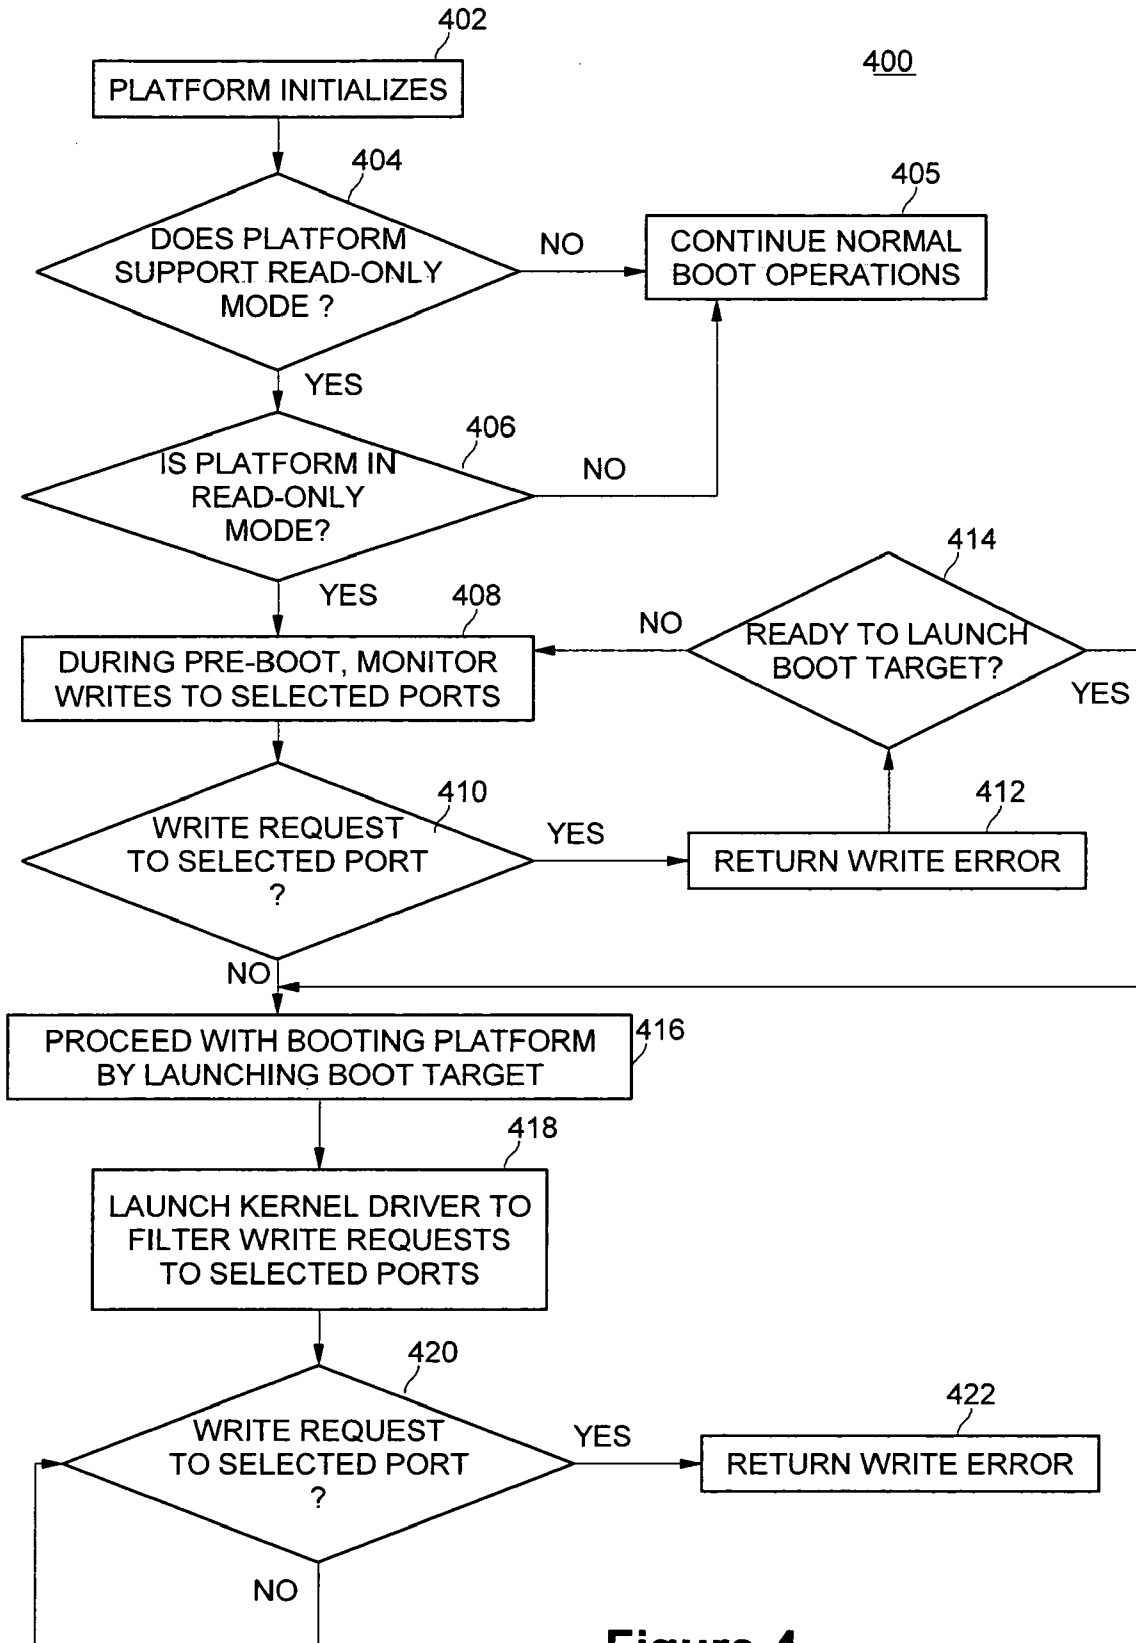 402
400
PLATFORM INITIALIZES
404
405
DOES PLATFORM
SUPPORT READ-ONLY
MODE ?
NO
CONTINUE NORMAL
BOOT OPERATIONS
YES
406
IS PLATFORM IN
READ-ONLY
MODE?
NO
YES
408
414
DURING PRE-BOOT, MONITOR
WRITES TO SELECTED PORTS
NO
READY TO LAUNCH
BOOT TARGET?
YES
410
412
WRITE REQUEST
TO SELECTED PORT
?
YES
RETURN WRITE ERROR
NO
416
PROCEED WITH BOOTING PLATFORM
BY LAUNCHING BOOT TARGET
418
LAUNCH KERNEL DRIVER TO
FILTER WRITE REQUESTS
TO SELECTED PORTS
420
422
WRITE REQUEST
TO SELECTED PORT
?
YES
RETURN WRITE ERROR
NO
Figure 4